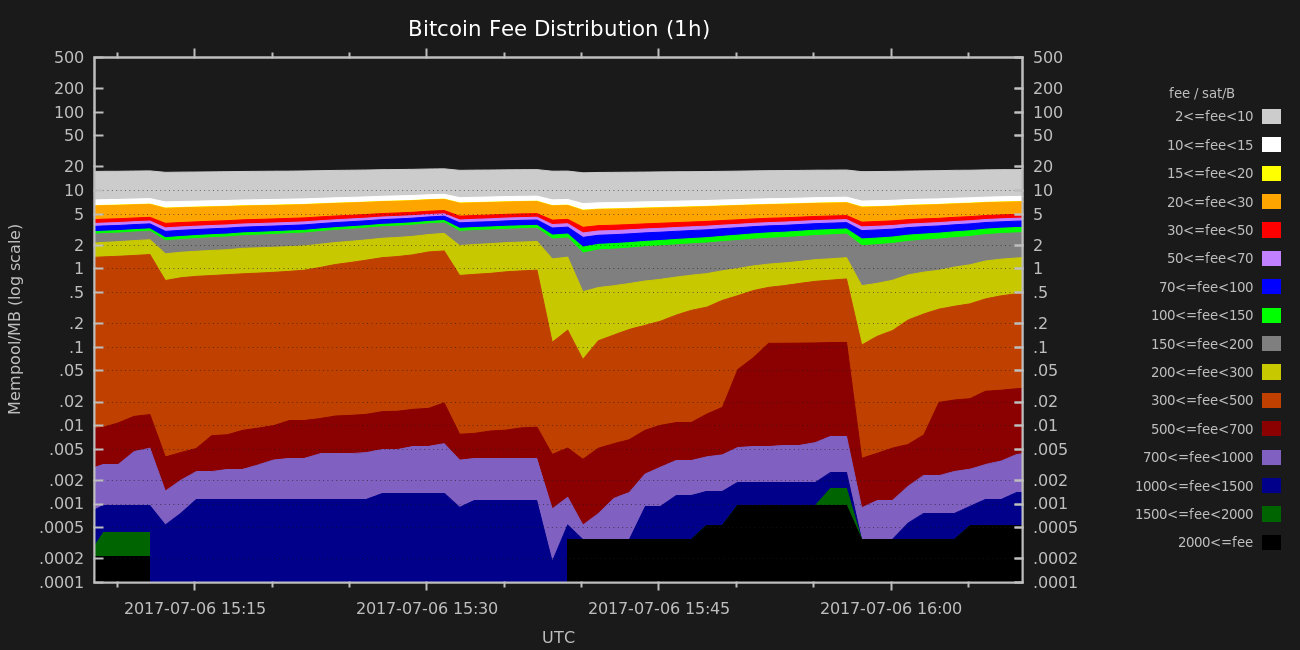 Bitcoin Fee Distribution (1h)
500 500
200 200
100 100
50 50
20 20
10 10
5 5
2 2
1 1
.5 .5
.2 .2
.1 .1
.05 .05
.02 .02
.01 .01
.005 .005
.002 .002
.001 .001
.0005 .0005
.0002 .0002
.0001 .0001
Mempool/MB (log scale)
2017-07-06 15:15 2017-07-06 15:30 2017-07-06 15:45 2017-07-06 16:00
UTC
fee / sat/B
2<=fee<10
10<=fee<15
15<=fee<20
20<=fee<30
30<=fee<50
50<=fee<70
70<=fee<100
100<=fee<150
150<=fee<200
200<=fee<300
300<=fee<500
500<=fee<700
700<=fee<1000
1000<=fee<1500
1500<=fee<2000
2000<=fee